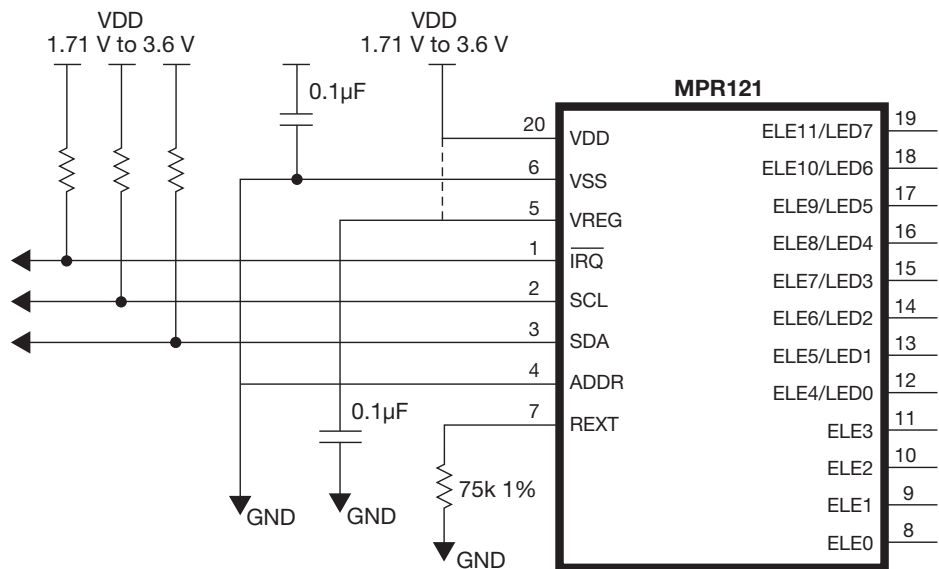 VDD
1.71 V to 3.6 V
VDD
1.71 V to 3.6 V
0.1µF
MPR121
20 VDD
6 VSS
5 VREG
1 IRQ
2 SCL
3 SDA
4 ADDR
7 REXT
0.1µF
75k 1%
GND
GND
GND
ELE11/LED7 19
ELE10/LED6 18
ELE9/LED5 17
ELE8/LED4 16
ELE7/LED3 15
ELE6/LED2 14
ELE5/LED1 13
ELE4/LED0 12
ELE3 11
ELE2 10
ELE1 9
ELE0 8